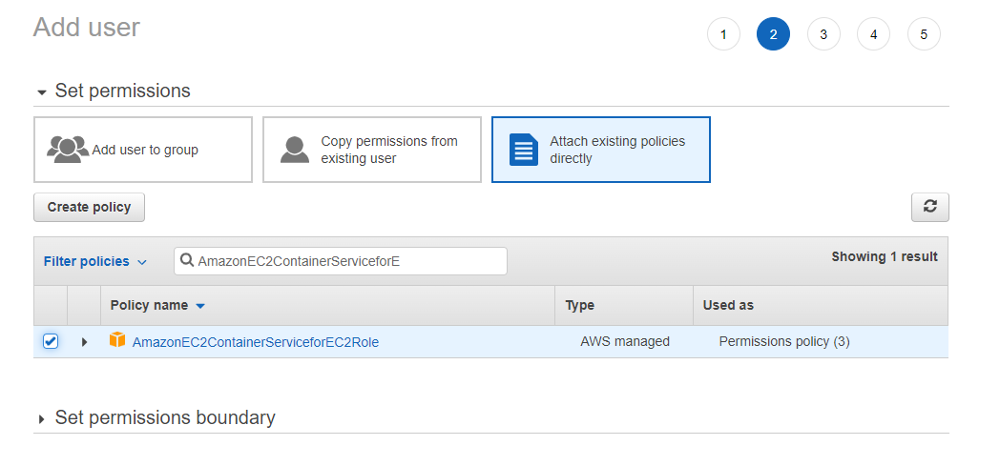 Add user
1 2 3 4 5
Set permissions
Add user to group
Copy permissions from
existing user
Attach existing policies
directly
Create policy
Filter policies
AmazonEC2ContainerServiceforE
Showing 1 result
Policy name Type Used as
AmazonEC2ContainerServiceforEC2Role AWS managed Permissions policy (3)
Set permissions boundary